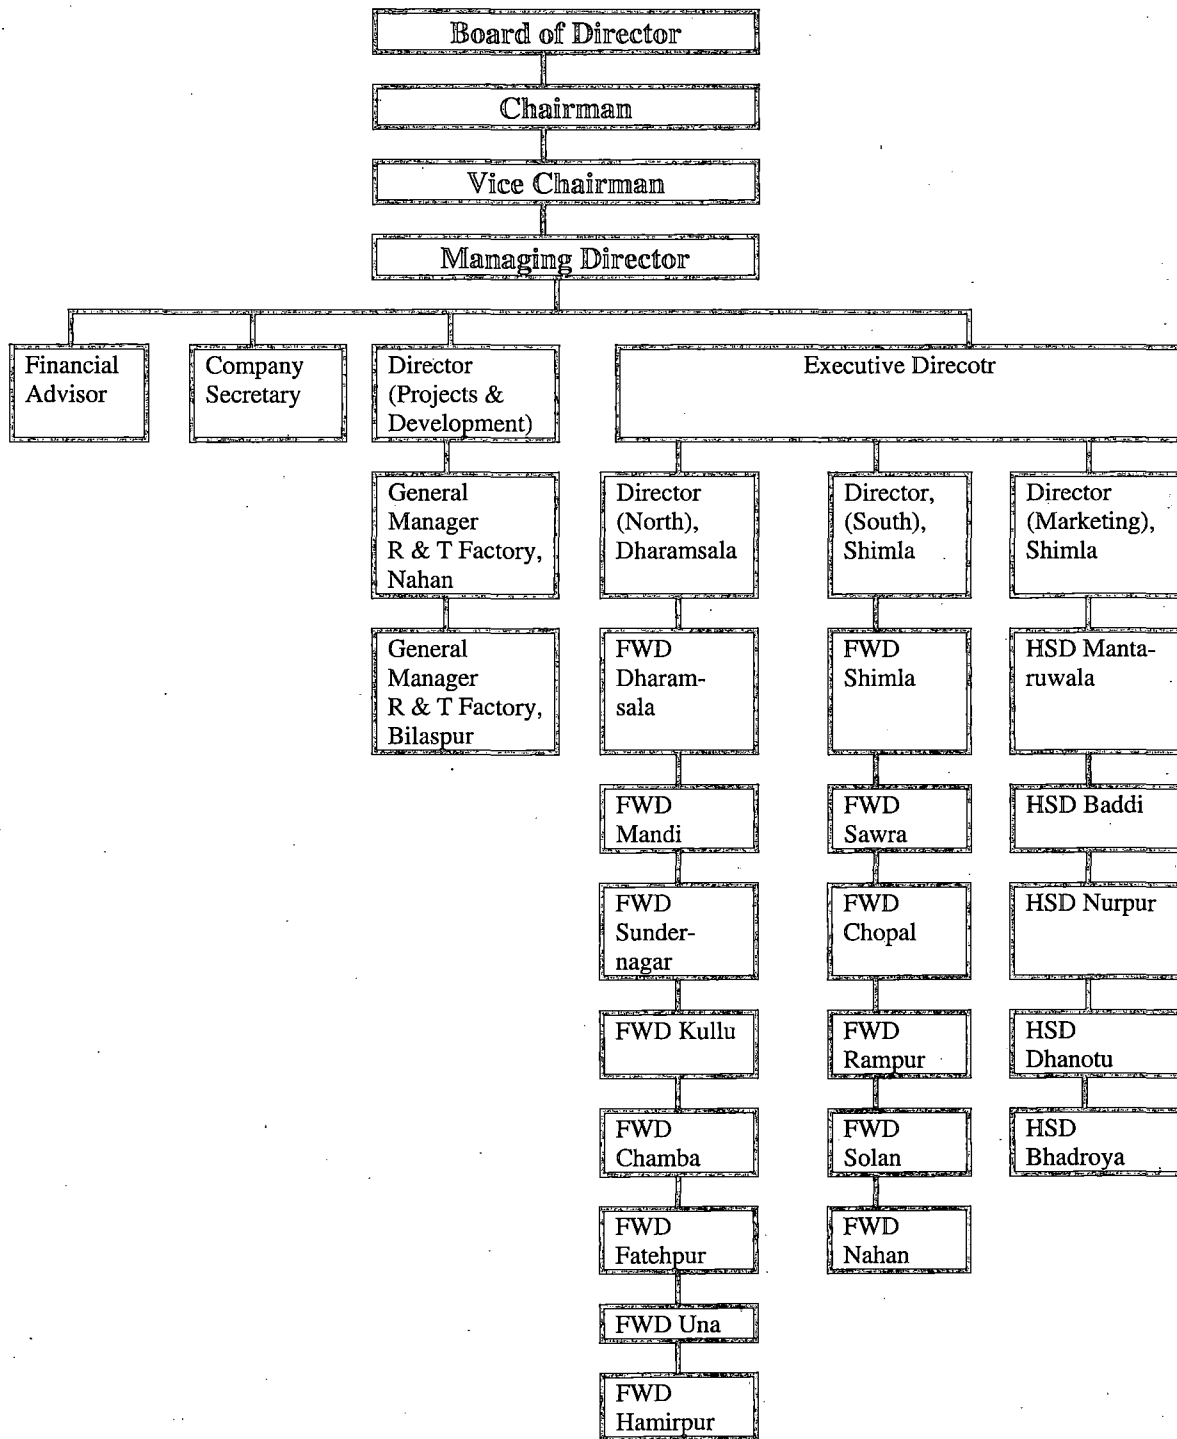 Board of Director
Chairman
Vice Chairman
Managing Director
Financial
Advisor
Company
Secretary
Director
(Projects &
Development)
Executive Direcotr
General
Manager
R & T Factory,
Nahan
General
Manager
R & T Factory,
Bilaspur
Director
(North),
Dharamsala
FWD
Dharam-
sala
FWD
Mandi
FWD
Sunder-
nagar
FWD Kullu
FWD
Chamba
FWD
Fatehpur
FWD Una
FWD
Hamirpur
Director,
(South),
Shimla
FWD
Shimla
FWD
Sawra
FWD
Chopal
FWD
Rampur
FWD
Solan
FWD
Nahan
Director
(Marketing),
Shimla
HSD Manta-
ruwala
HSD Baddi
HSD Nurpur
HSD
Dhanotu
HSD
Bhadroya